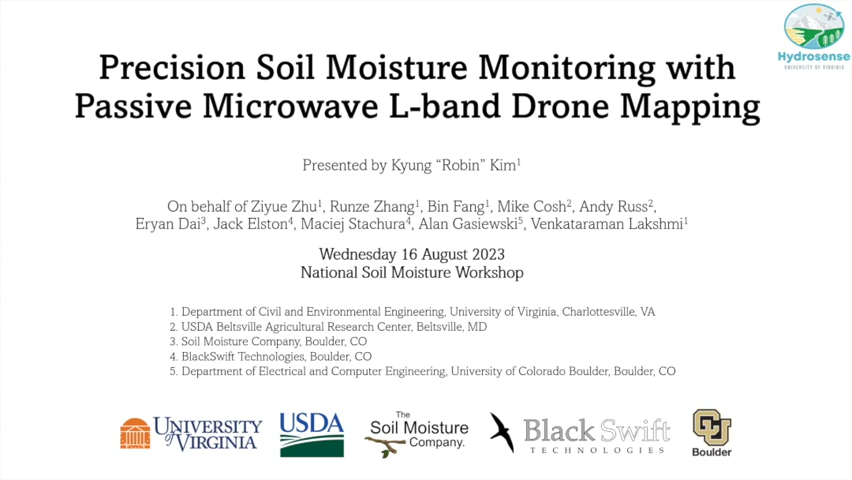 Hydrosense
UNIVERSITY OF VIRGINIA
Precision Soil Moisture Monitoring with
Passive Microwave L-band Drone Mapping
Presented by Kyung “Robin” Kim¹
On behalf of Ziyue Zhu¹, Runze Zhang¹, Bin Fang¹, Mike Cosh², Andy Russ²,
Eryan Dai³, Jack Elston⁴, Maciej Stachura⁴, Alan Gasiewski⁵, Venkataraman Lakshmi¹
Wednesday 16 August 2023
National Soil Moisture Workshop
1. Department of Civil and Environmental Engineering, University of Virginia, Charlottesville, VA
2. USDA Beltsville Agricultural Research Center, Beltsville, MD
3. Soil Moisture Company, Boulder, CO
4. BlackSwift Technologies, Boulder, CO
5. Department of Electrical and Computer Engineering, University of Colorado Boulder, Boulder, CO
UNIVERSITY
of VIRGINIA
USDA
The
Soil Moisture
Company.
Black Swift
TECHNOLOGIES
CU
Boulder